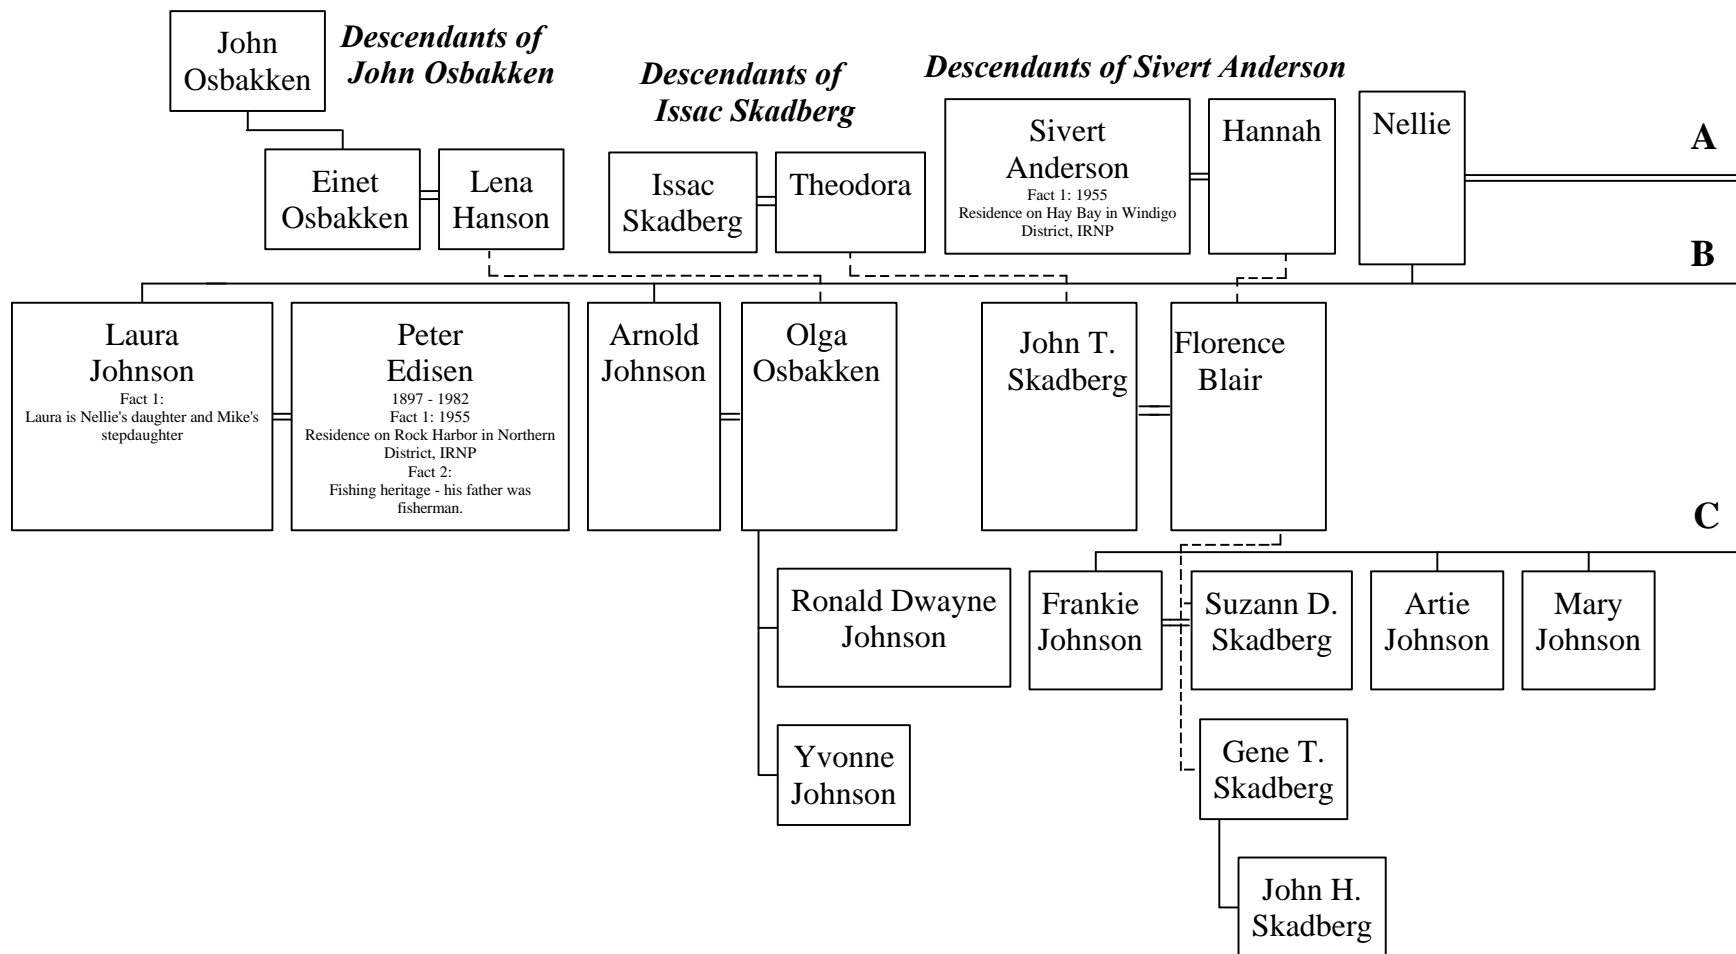 John
Osbakken
Descendants of
John Osbakken
Descendants of
Issac Skadberg
Descendants of Sivert Anderson
Einet
Osbakken
Lena
Hanson
Issac
Skadberg
Theodora
Sivert
Anderson
Fact 1: 1955
Residence on Hay Bay in Windigo
District, IRNP
Hannah
Nellie
A
B
Laura
Johnson
Fact 1:
Laura is Nellie's daughter and Mike's
stepdaughter
Peter
Edisen
1897 - 1982
Fact 1: 1955
Residence on Rock Harbor in Northern
District, IRNP
Fact 2:
Fishing heritage - his father was
fisherman.
Arnold
Johnson
Olga
Osbakken
John T.
Skadberg
Florence
Blair
C
Ronald Dwayne
Johnson
Frankie
Johnson
Suzann D.
Skadberg
Artie
Johnson
Mary
Johnson
Yvonne
Johnson
Gene T.
Skadberg
John H.
Skadberg